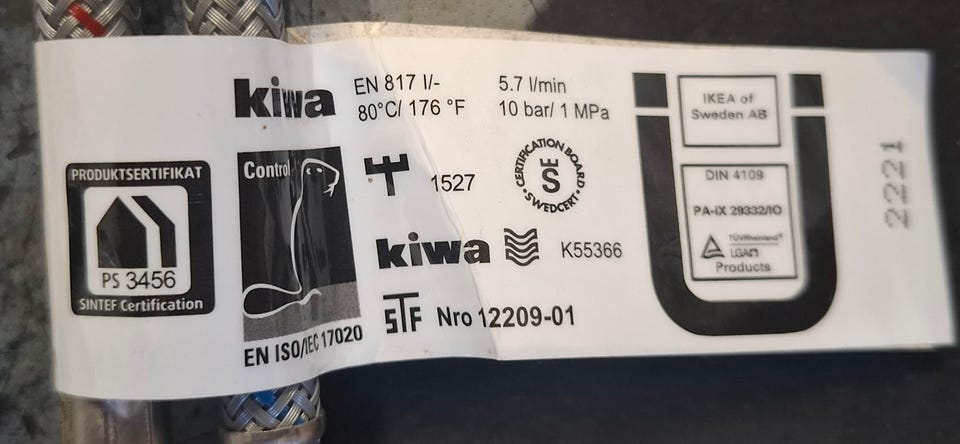 PRODUKTSERTIFIKAT
PS 3456
SINTEF Certification
kiwa
Control
EN ISO/IEC 17020
EN 817 I/-
80°C/ 176 °F
5.7 l/min
10 bar/ 1 MPa
1527
CERTIFICATION BOARD
S
SWEDCERT
kiwa
K55366
STF Nro 12209-01
Ü
IKEA of
Sweden AB
DIN 4109
PA-IX 29332/IO
TÜVRheinland®
LGA
Products
2221